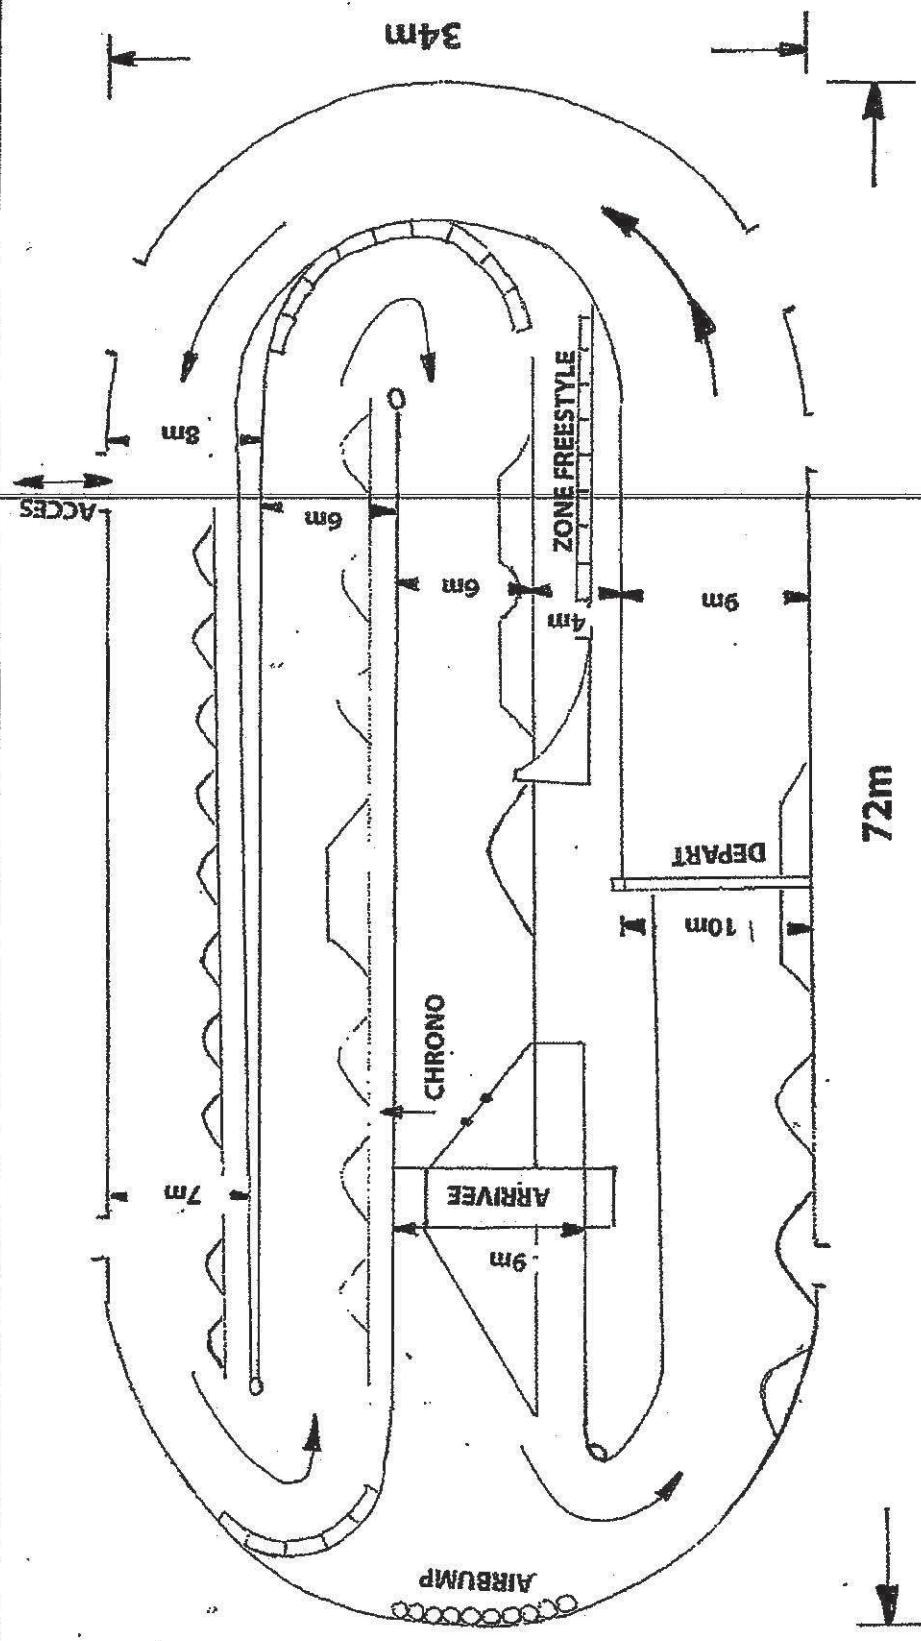 34m
8m
ACCES
6m
6m
ZONE FREESTYLE
4m
9m
72m
DEPART
10m
CHRONO
7m
ARRIVEE
9m
AIRBUMP